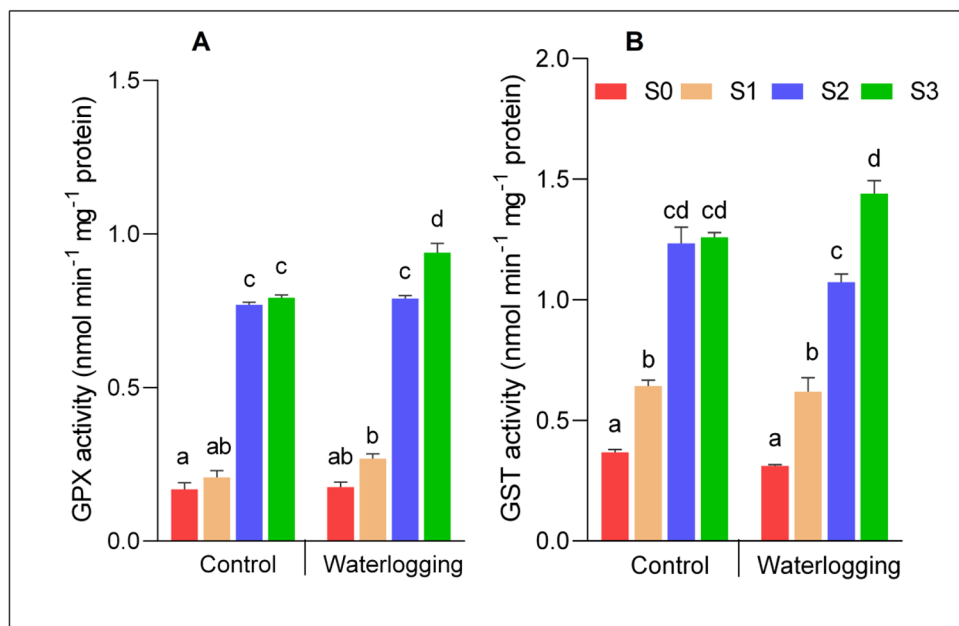 A
GPX activity (nmol min⁻¹ mg⁻¹ protein)
1.5
1.0
0.5
0.0
a
ab
c
c
ab
b
c
d
Control
Waterlogging
B
S0 S1 S2 S3
GST activity (nmol min⁻¹ mg⁻¹ protein)
2.0
1.5
1.0
0.5
0.0
a
b
cd
cd
a
b
c
d
Control
Waterlogging